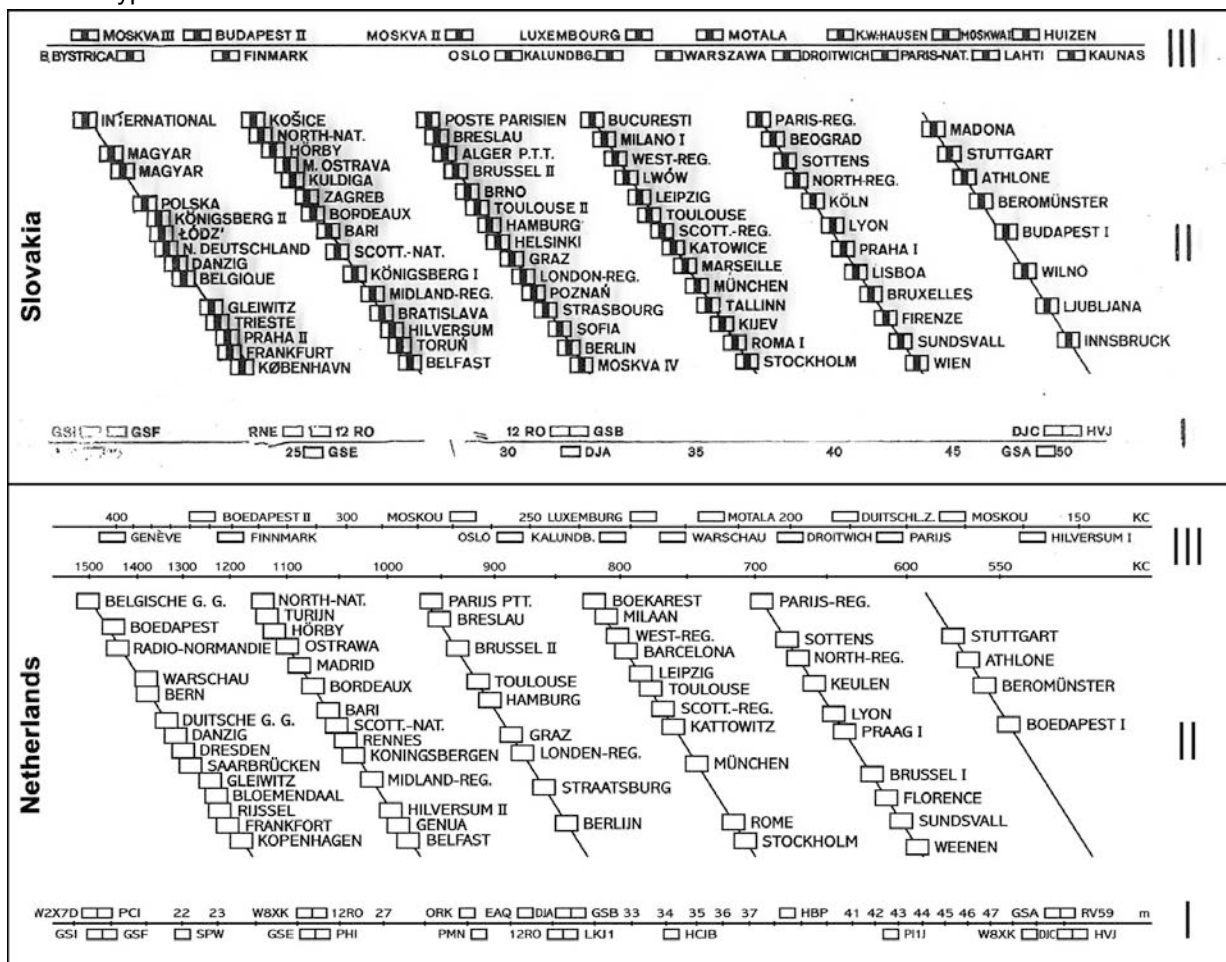 MOSKVA III BUDAPEST II MOSKVA II LUXEMBOURG MOTALA K.W.-HAUSEN MOSKWA I HUIZEN
B. BYSTRICA FINMARK OSLO KALUNDBG. WARSZAWA DROITWICH PARIS-NAT. LAHTI KAUNAS
III
Slovakia
INTERNATIONAL
MAGYAR
MAGYAR
POLSKA
KÖNIGSBERG II
ŁÓDZ'
N. DEUTSCHLAND
DANZIG
BELGIQUE
GLEIWITZ
TRIESTE
PRAHA II
FRANKFURT
KØBENHAVN
KOŠICE
NORTH-NAT.
HÖRBY
M. OSTRAVA
KULDIGA
ZAGREB
BORDEAUX
BARI
SCOTT.-NAT.
KÖNIGSBERG I
MIDLAND-REG.
BRATISLAVA
HILVERSUM
TORUŃ
BELFAST
POSTE PARISIEN
BRESLAU
ALGER P.T.T.
BRUSSEL II
BRNO
TOULOUSE II
HAMBURG
HELSINKI
GRAZ
LONDON-REG.
POZNAŃ
STRASBOURG
SOFIA
BERLIN
MOSKVA IV
BUCURESTI
MILANO I
WEST-REG.
LWÓW
LEIPZIG
TOULOUSE
SCOTT.-REG.
KATOWICE
MARSEILLE
MÜNCHEN
TALLINN
KIJEV
ROMA I
STOCKHOLM
PARIS-REG.
BEOGRAD
SOTTENS
NORTH-REG.
KÖLN
LYON
PRAHA I
LISBOA
BRUXELLES
FIRENZE
SUNDSVALL
WIEN
MADONA
STUTTGART
ATHLONE
BEROMÜNSTER
BUDAPEST I
WILNO
LJUBLJANA
INNSBRUCK
II
GSI GSF RNE 12 RO 12 RO GSB DJC HVJ
25 GSE 30 DJA 35 40 45 GSA 50
I
Netherlands
400 BOEDAPEST II 300 MOSKOU 250 LUXEMBURG MOTALA 200 DUITSCHL.Z. MOSKOU 150 KC
GENÈVE FINNMARK OSLO KALUNDB. WARSCHAU DROITWICH PARIJS HILVERSUM I
III
1500 1400 1300 1200 1100 1000 900 800 700 600 550 KC
BELGISCHE G. G.
BOEDAPEST
RADIO-NORMANDIE
WARSCHAU
BERN
DUITSCHE G. G.
DANZIG
DRESDEN
SAARBRÜCKEN
GLEIWITZ
BLOEMENDAAL
RIJSSEL
FRANKFORT
KOPENHAGEN
NORTH-NAT.
TURIJN
HÖRBY
OSTRAWA
MADRID
BORDEAUX
BARI
SCOTT.-NAT.
RENNES
KONINGSBERGEN
MIDLAND-REG.
HILVERSUM II
GENUA
BELFAST
PARIJS PTT.
BRESLAU
BRUSSEL II
TOULOUSE
HAMBURG
GRAZ
LONDEN-REG.
STRAATSBURG
BERLIJN
BOEKAREST
MILAAN
WEST-REG.
BARCELONA
LEIPZIG
TOULOUSE
SCOTT.-REG.
KATTOWITZ
MÜNCHEN
ROME
STOCKHOLM
PARIJS-REG.
SOTTENS
NORTH-REG.
KEULEN
LYON
PRAAG I
BRUSSEL I
FLORENCE
SUNDSVALL
WEENEN
STUTTGART
ATHLONE
BEROMÜNSTER
BOEDAPEST I
II
W2X7D PCI 22 23 W8XK 12RO 27 ORK EAQ DJA GSB 33 34 35 36 37 HBP 41 42 43 44 45 46 47 GSA RV59 m
GSI GSF SPW GSE PHI PMN 12RO LKJ1 HCJB PI1J W8XK DJC HVJ
I